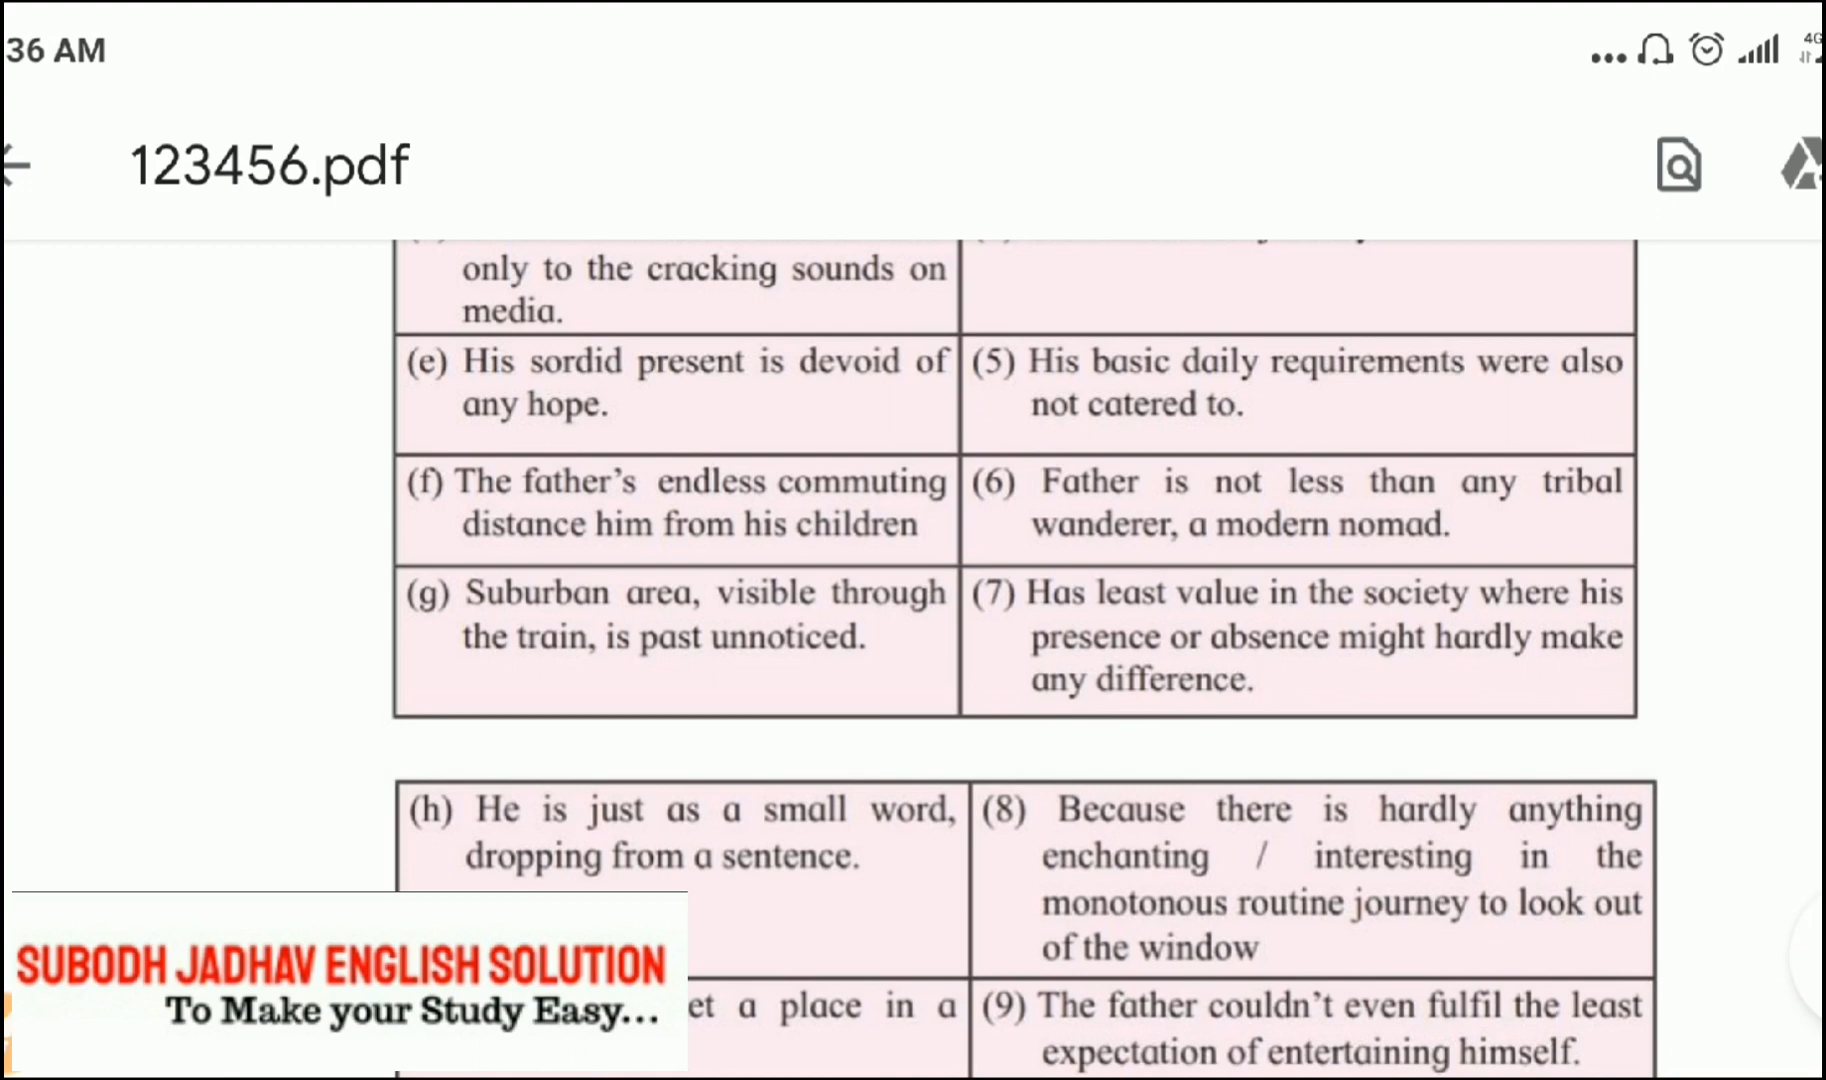 36 AM
4G
123456.pdf
only to the cracking sounds on
media.
(e) His sordid present is devoid of
any hope.
(5) His basic daily requirements were also
not catered to.
(f) The father's endless commuting
distance him from his children
(6) Father is not less than any tribal
wanderer, a modern nomad.
(g) Suburban area, visible through
the train, is past unnoticed.
(7) Has least value in the society where his
presence or absence might hardly make
any difference.
(h) He is just as a small word,
dropping from a sentence.
(8) Because there is hardly anything
enchanting / interesting in the
monotonous routine journey to look out
of the window
et a place in a
(9) The father couldn't even fulfil the least
expectation of entertaining himself.
SUBODH JADHAV ENGLISH SOLUTION
To Make your Study Easy...